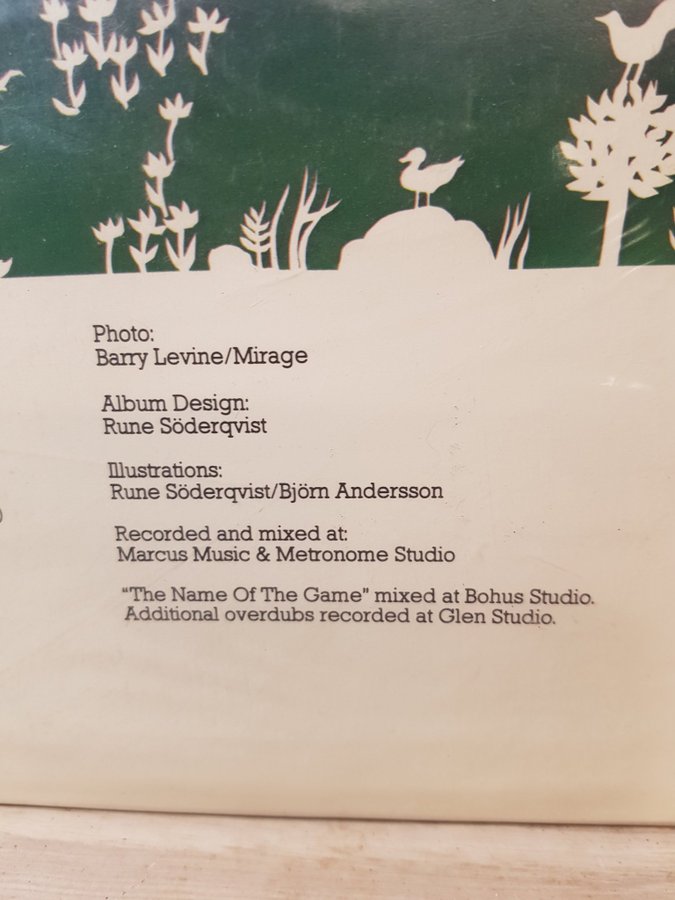 Photo:
Barry Levine/Mirage
Album Design:
Rune Söderqvist
Illustrations:
Rune Söderqvist/Björn Andersson
Recorded and mixed at:
Marcus Music & Metronome Studio
"The Name Of The Game" mixed at Bohus Studio.
Additional overdubs recorded at Glen Studio.